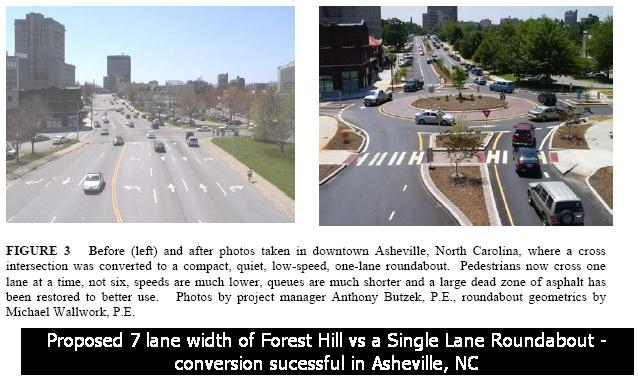 FIGURE 3 Before (left) and after photos taken in downtown Asheville, North Carolina, where a cross
intersection was converted to a compact, quiet, low-speed, one-lane roundabout. Pedestrians now cross one
lane at a time, not six, speeds are much lower, queues are much shorter and a large dead zone of asphalt has
been restored to better use. Photos by project manager Anthony Butzek, P.E., roundabout geometrics by
Michael Wallwork, P.E.
Proposed 7 lane width of Forest Hill vs a Single Lane Roundabout -
conversion sucessful in Asheville, NC